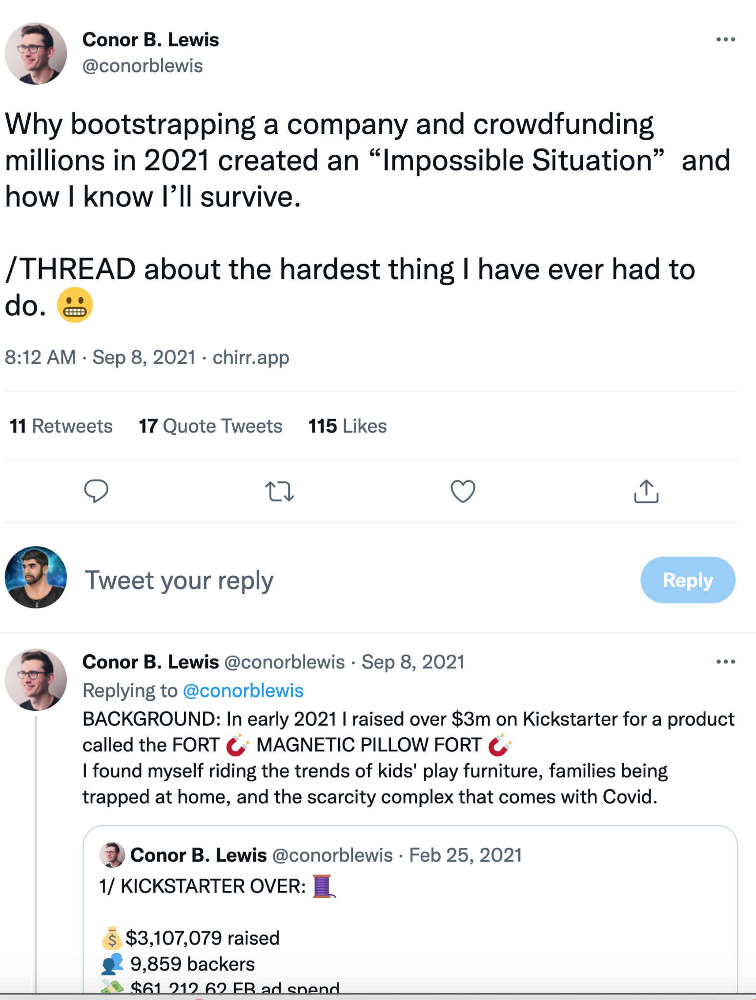 Conor B. Lewis
@conorblewis
Why bootstrapping a company and crowdfunding
millions in 2021 created an “Impossible Situation” and
how I know I’ll survive.
/THREAD about the hardest thing I have ever had to
do. 😬
8:12 AM · Sep 8, 2021 · chirr.app
11 Retweets 17 Quote Tweets 115 Likes
Tweet your reply
Reply
Conor B. Lewis @conorblewis · Sep 8, 2021
Replying to @conorblewis
BACKGROUND: In early 2021 I raised over $3m on Kickstarter for a product
called the FORT 🧲 MAGNETIC PILLOW FORT 🧲
I found myself riding the trends of kids' play furniture, families being
trapped at home, and the scarcity complex that comes with Covid.
Conor B. Lewis @conorblewis · Feb 25, 2021
1/ KICKSTARTER OVER: 🧵
💰$3,107,079 raised
👥 9,859 backers
💸 $61,212.62 FB ad spend